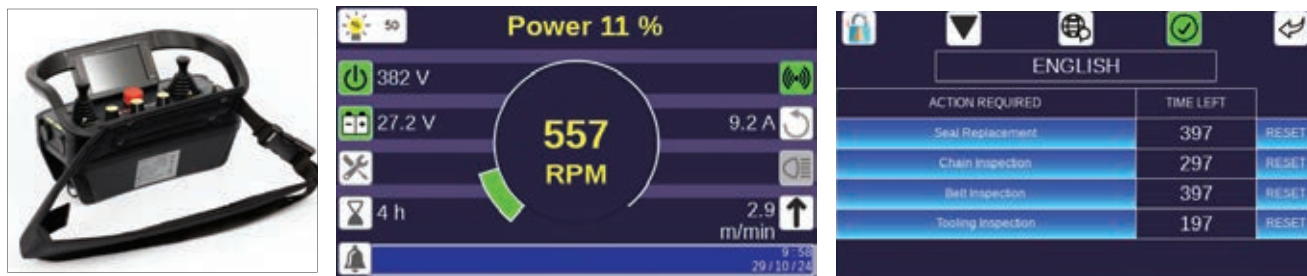 50
Power 11 %
382 V
27.2 V
9.2 A
557
RPM
4 h
2.9
m/min
9:58
29/10/24
ENGLISH
ACTION REQUIRED TIME LEFT
Seal Replacement 397 RESET
Chain Inspection 297 RESET
Belt Inspection 397 RESET
Tooling Inspection 197 RESET